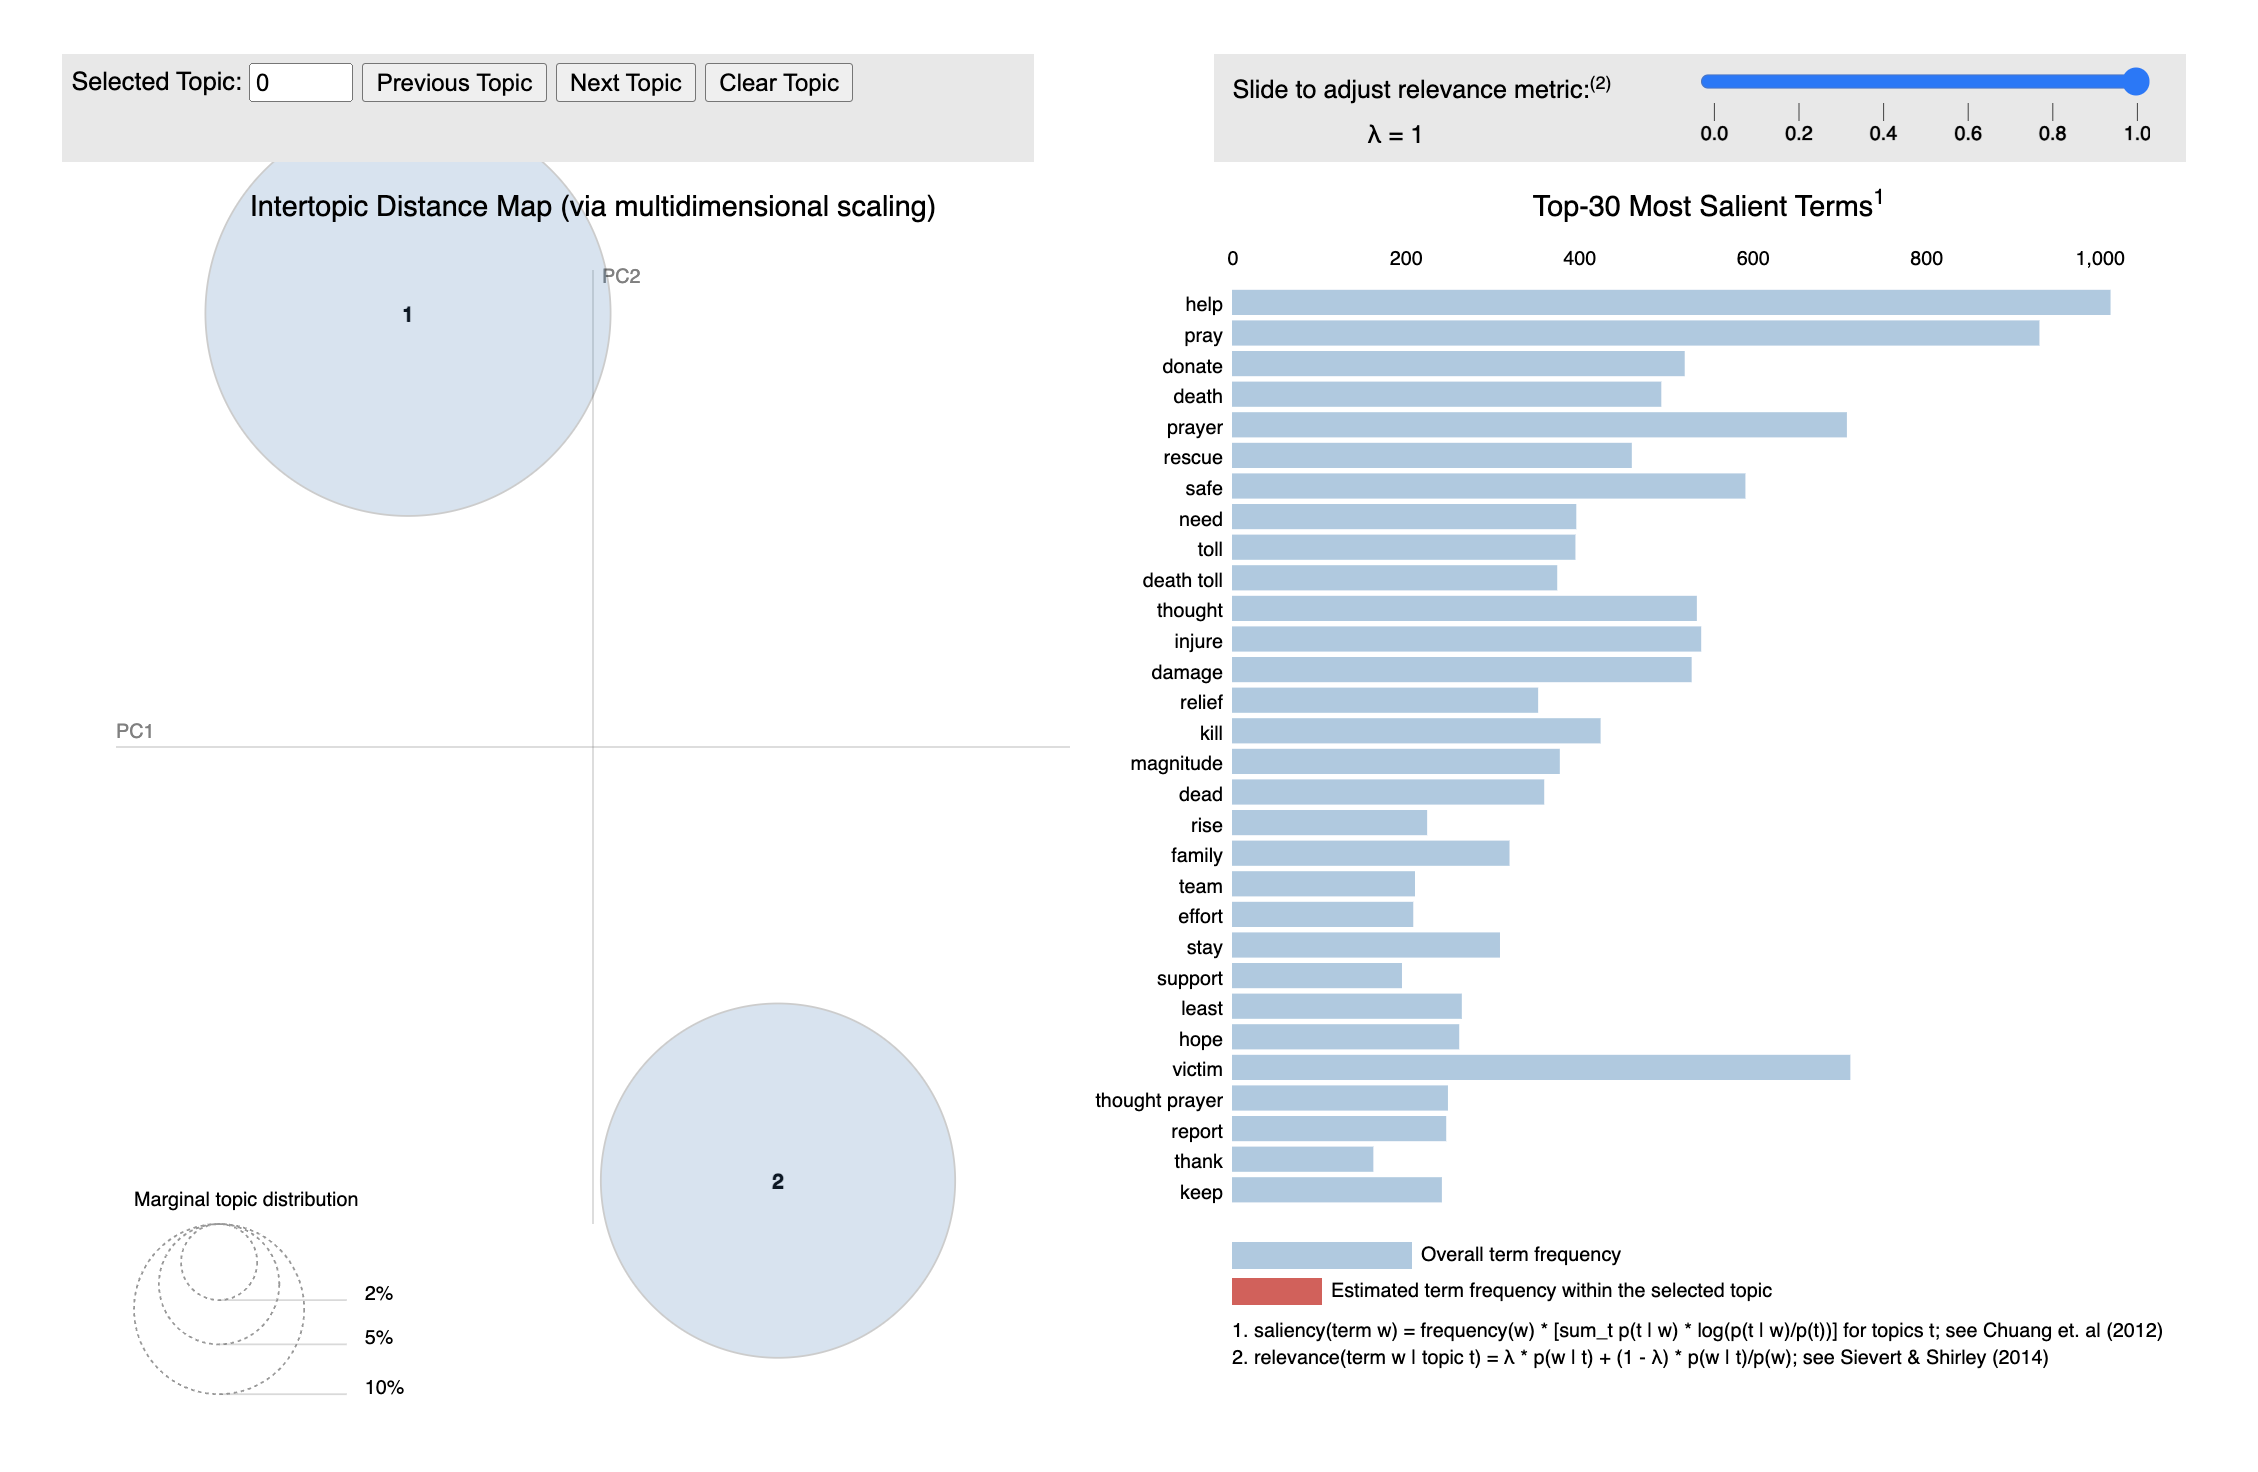 Selected Topic: 0 Previous Topic Next Topic Clear Topic
Slide to adjust relevance metric:(2)
λ = 1
0.0 0.2 0.4 0.6 0.8 1.0
Intertopic Distance Map (via multidimensional scaling)
PC2
1
PC1
2
Marginal topic distribution
2%
5%
10%
Top-30 Most Salient Terms1
0 200 400 600 800 1,000
help
pray
donate
death
prayer
rescue
safe
need
toll
death toll
thought
injure
damage
relief
kill
magnitude
dead
rise
family
team
effort
stay
support
least
hope
victim
thought prayer
report
thank
keep
Overall term frequency
Estimated term frequency within the selected topic
1. saliency(term w) = frequency(w) * [sum_t p(t | w) * log(p(t | w)/p(t))] for topics t; see Chuang et. al (2012)
2. relevance(term w | topic t) = λ * p(w | t) + (1 - λ) * p(w | t)/p(w); see Sievert & Shirley (2014)